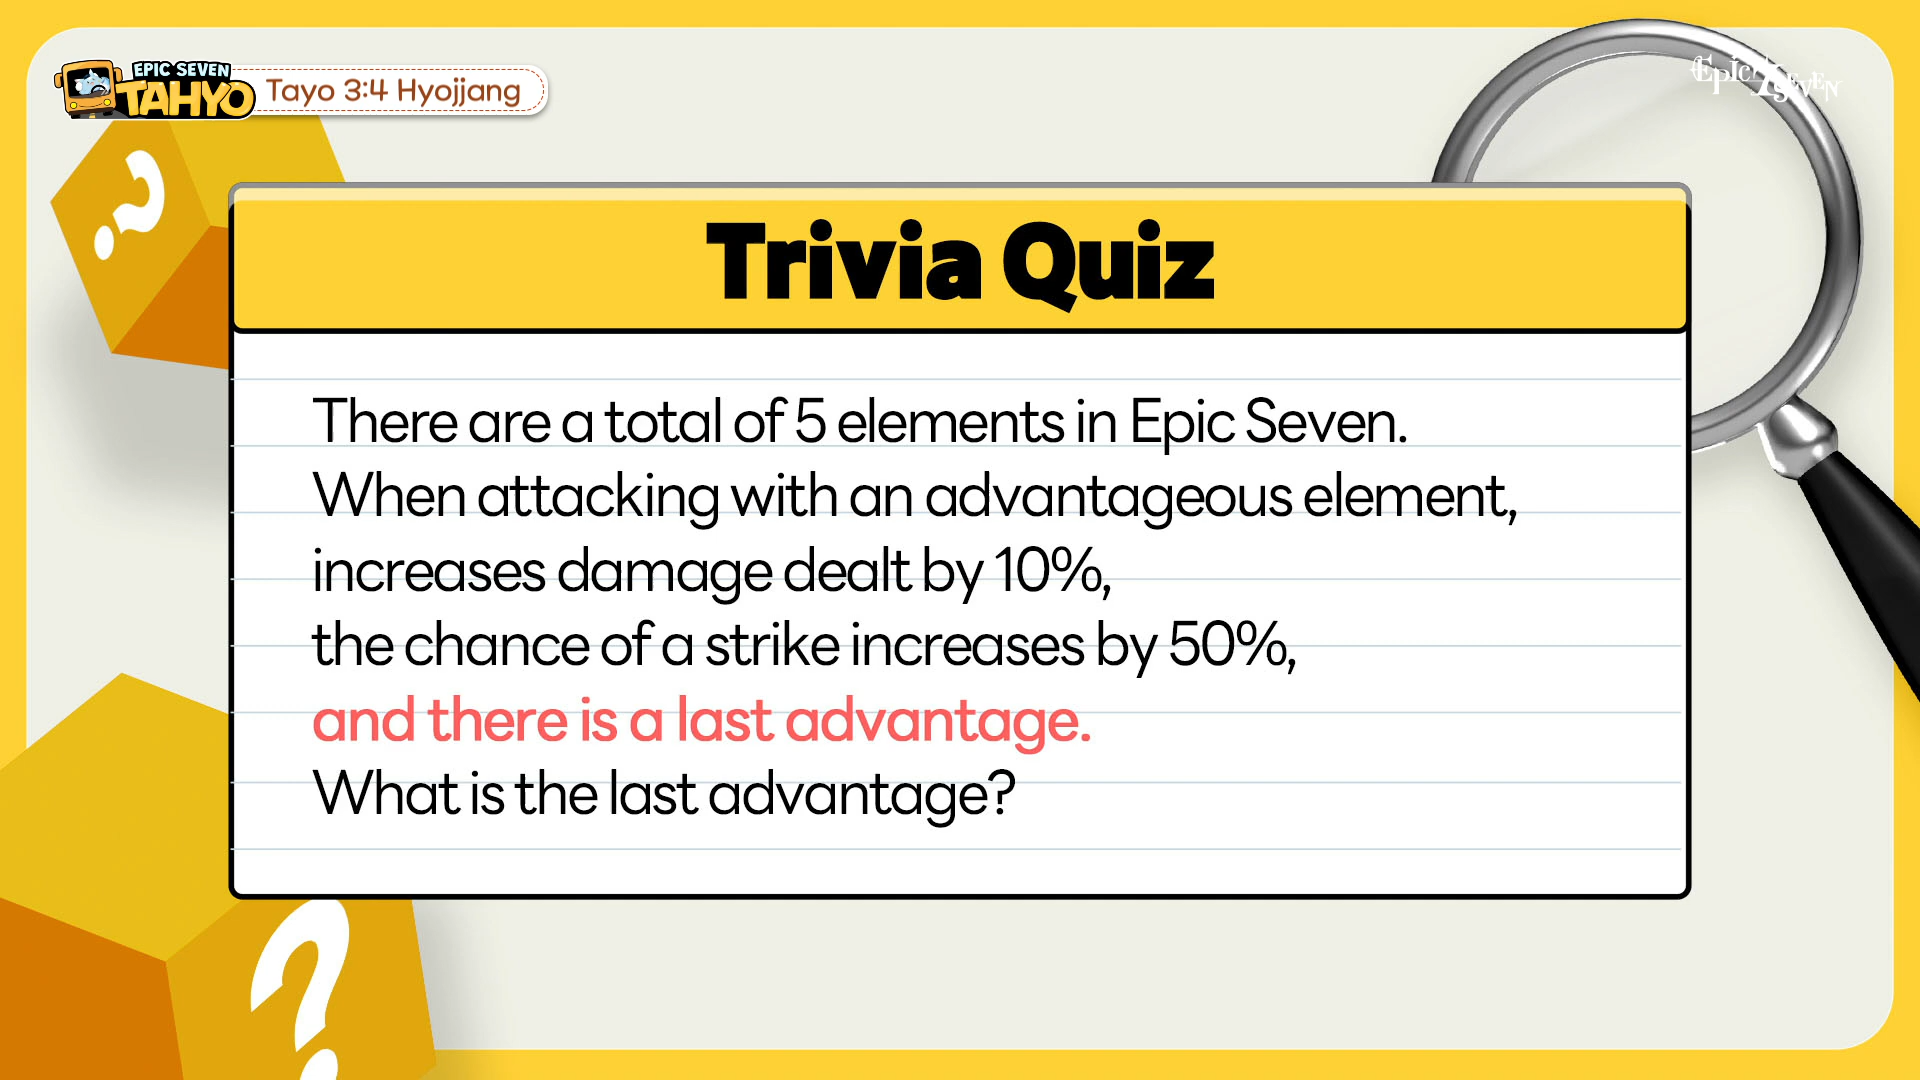 EPIC SEVEN
TAHYO
Tayo 3:4 Hyojjang
Epic Seven
Trivia Quiz
There are a total of 5 elements in Epic Seven.
When attacking with an advantageous element,
increases damage dealt by 10%,
the chance of a strike increases by 50%,
and there is a last advantage.
What is the last advantage?
?
?